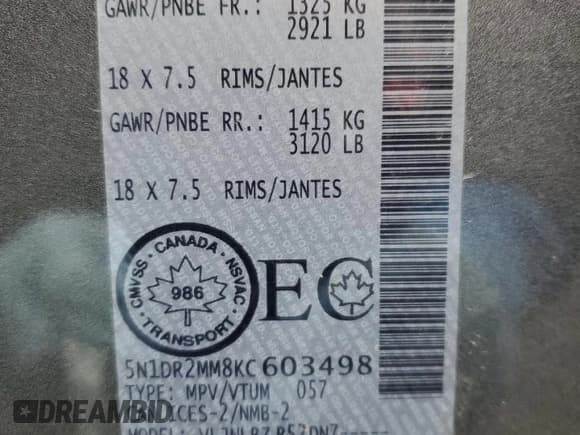 GAWR/PNBE FR.: 1325 KG
2921 LB
18 X 7.5 RIMS/JANTES
GAWR/PNBE RR.: 1415 KG
3120 LB
18 X 7.5 RIMS/JANTES
CANADA
CMVSS · NSVAC
986
TRANSPORT
EC
5N1DR2MM8KC603498
TYPE: MPV/VTUM 057
ICES-2/NMB-2
MODEL:
DREAMBID